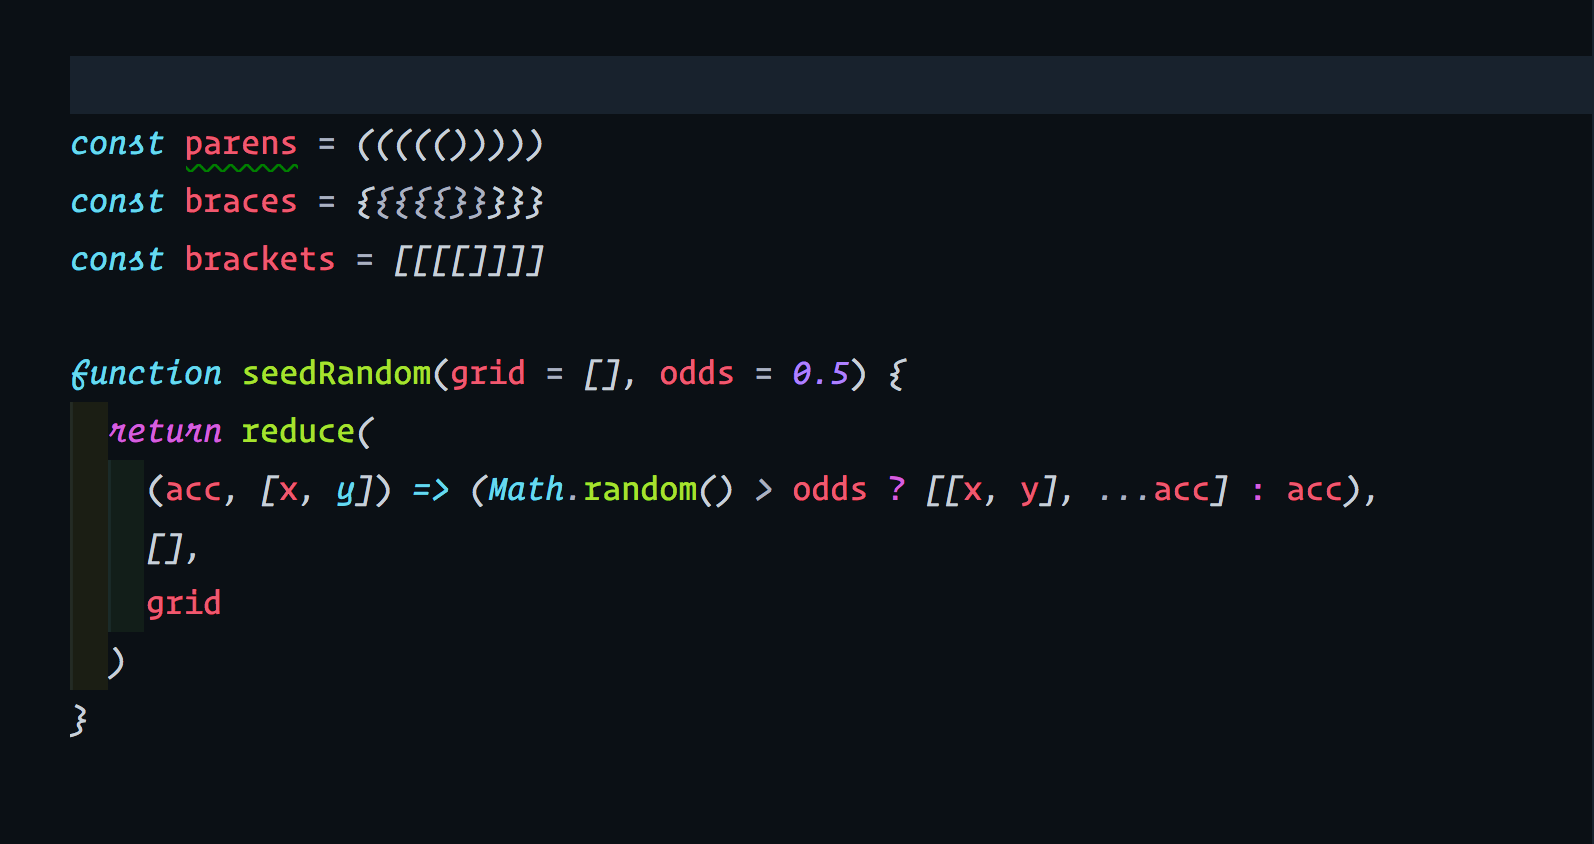 const parens = ((((()))))
const braces = {{{{{}}}}}
const brackets = [[[[]]]]
function seedRandom(grid = [], odds = 0.5) {
  return reduce(
    (acc, [x, y]) => (Math.random() > odds ? [[x, y], ...acc] : acc),
    [],
    grid
  )
}